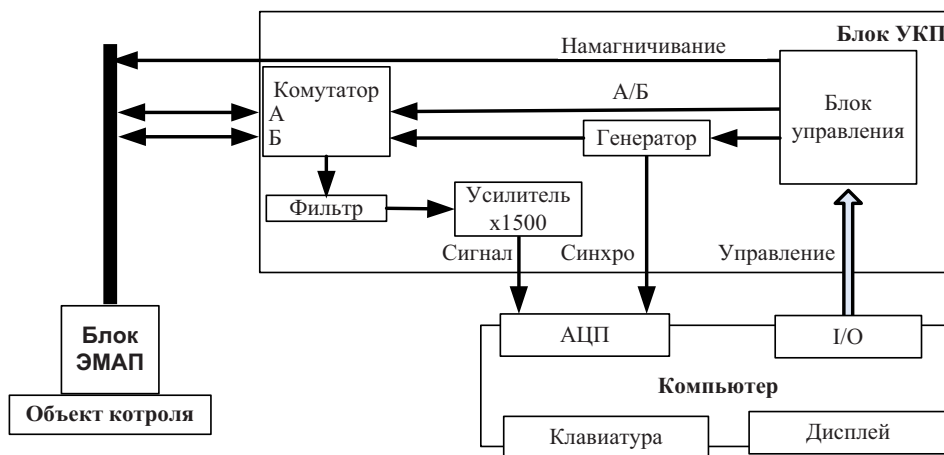 Блок УКП
Намагничивание
Комутатор
А
Б
А/Б
Блок
управления
Генератор
Фильтр
Усилитель
х1500
Сигнал
Синхро
Управление
Блок
ЭМАП
АЦП
I/O
Объект котроля
Компьютер
Клавиатура
Дисплей